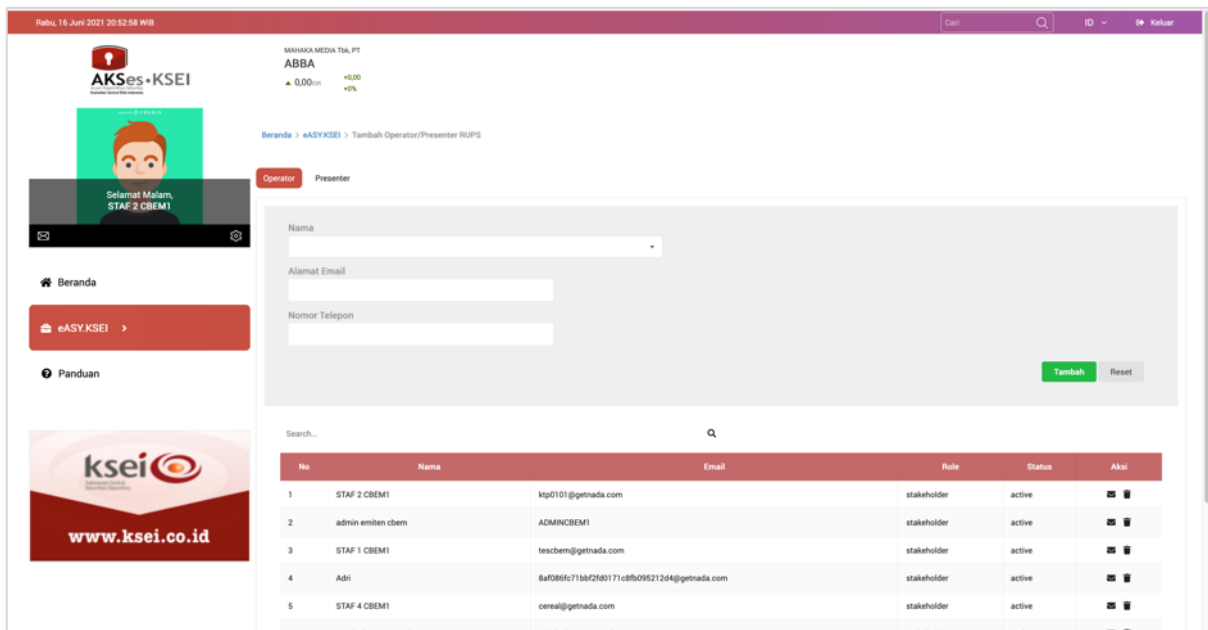 Rabu, 16 Juni 2021 20:52:58 WIB
Cari
ID
Keluar
AKSes•KSEI
MAHAKA MEDIA Tbk, PT
ABBA
0,00
+0,00
+0%
Beranda > eASY.KSEI > Tambah Operator/Presenter RUPS
Selamat Malam,
STAF 2 CBEM1
Operator Presenter
Nama
Alamat Email
Nomor Telepon
Tambah Reset
Beranda
eASY.KSEI >
Panduan
ksei
Indonesian Central
Securities Depository
www.ksei.co.id
Search...
No Nama Email Role Status Aksi
1 STAF 2 CBEM1 ktp0101@getnada.com stakeholder active
2 admin emiten cbem ADMINCBEM1 stakeholder active
3 STAF 1 CBEM1 tescbem@getnada.com stakeholder active
4 Adri 8af086fc71bbf2fd0171c8fb095212d4@getnada.com stakeholder active
5 STAF 4 CBEM1 cereal@getnada.com stakeholder active